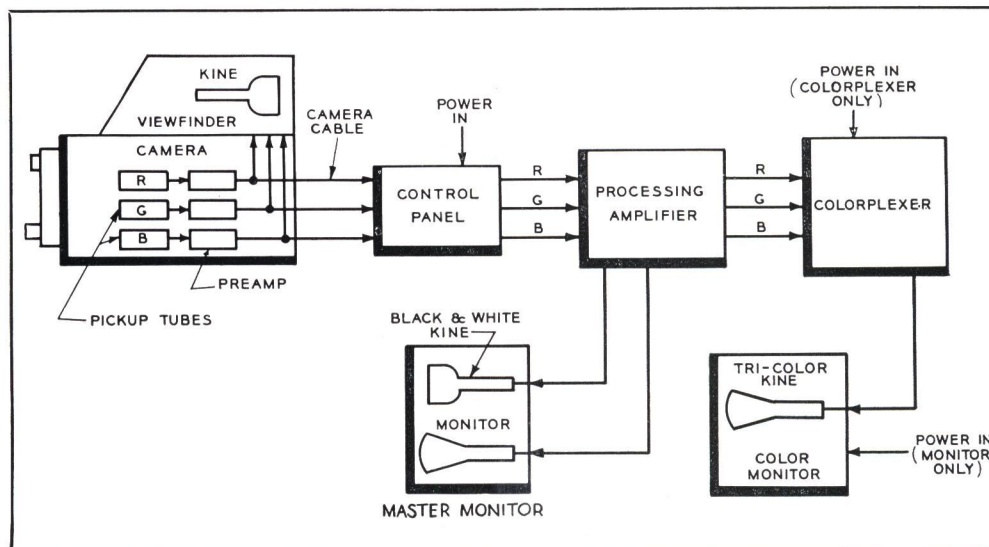 KINE
VIEWFINDER
CAMERA
CABLE
CAMERA
R
G
B
PREAMP
PICKUP TUBES
POWER
IN
CONTROL
PANEL
R
G
B
PROCESSING
AMPLIFIER
R
G
B
POWER IN
(COLORPLEXER
ONLY)
COLORPLEXER
BLACK & WHITE
KINE
MONITOR
MASTER MONITOR
TRI-COLOR
KINE
COLOR
MONITOR
POWER IN
(MONITOR
ONLY)